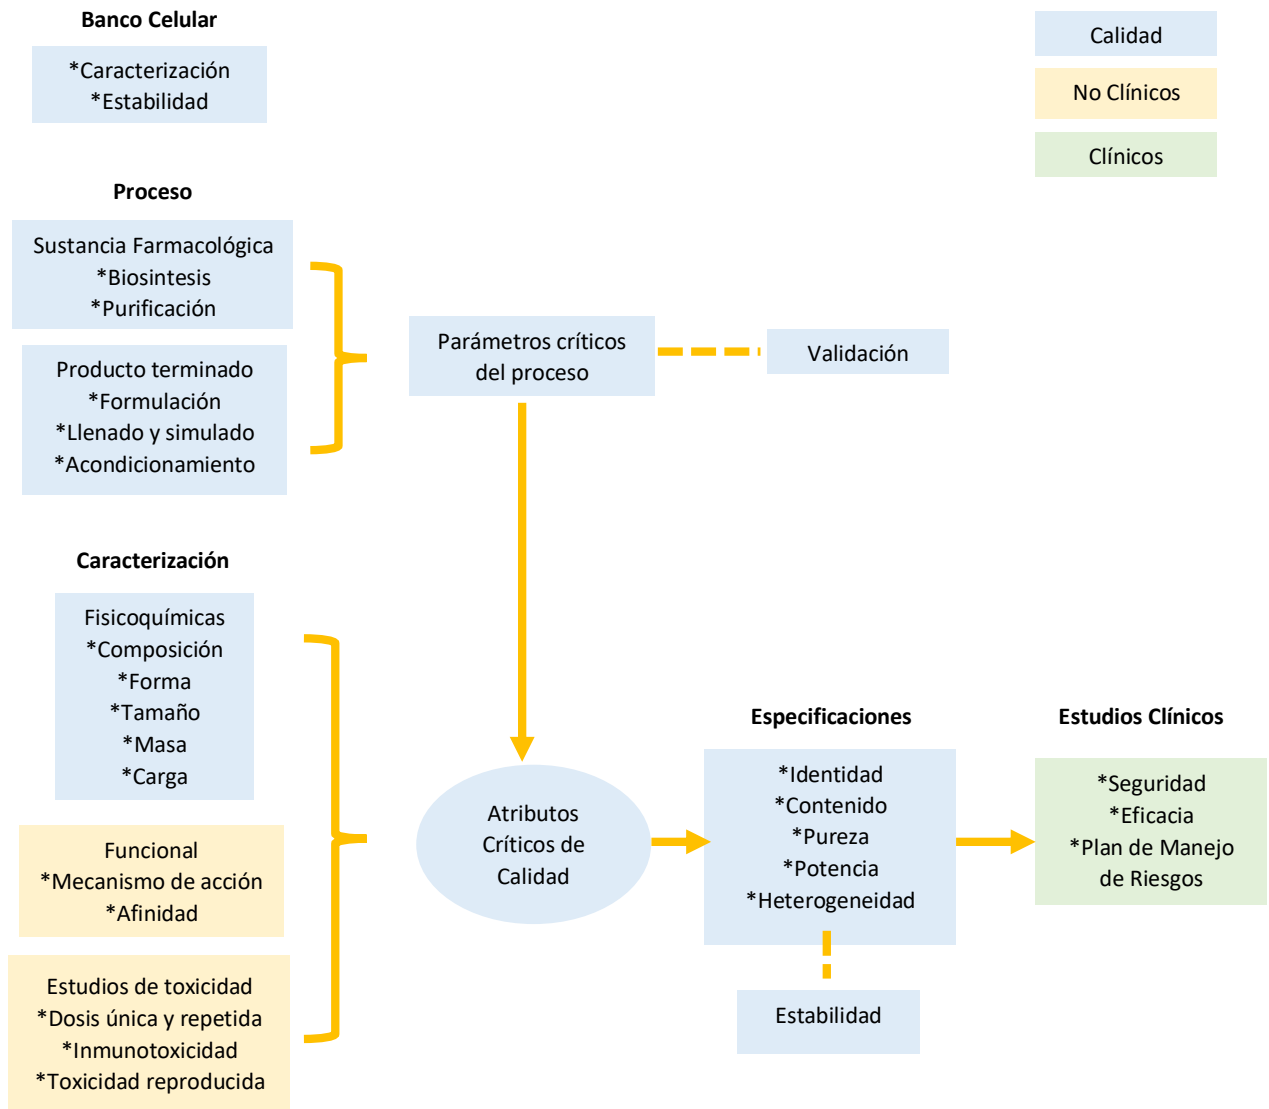 Banco Celular
*Caracterización
*Estabilidad
Calidad
No Clínicos
Clínicos
Proceso
Sustancia Farmacológica
*Biosintesis
*Purificación
Producto terminado
*Formulación
*Llenado y simulado
*Acondicionamiento
Parámetros críticos
del proceso
Validación
Caracterización
Fisicoquímicas
*Composición
*Forma
*Tamaño
*Masa
*Carga
Funcional
*Mecanismo de acción
*Afinidad
Estudios de toxicidad
*Dosis única y repetida
*Inmunotoxicidad
*Toxicidad reproducida
Atributos
Críticos de
Calidad
Especificaciones
*Identidad
*Contenido
*Pureza
*Potencia
*Heterogeneidad
Estabilidad
Estudios Clínicos
*Seguridad
*Eficacia
*Plan de Manejo
de Riesgos